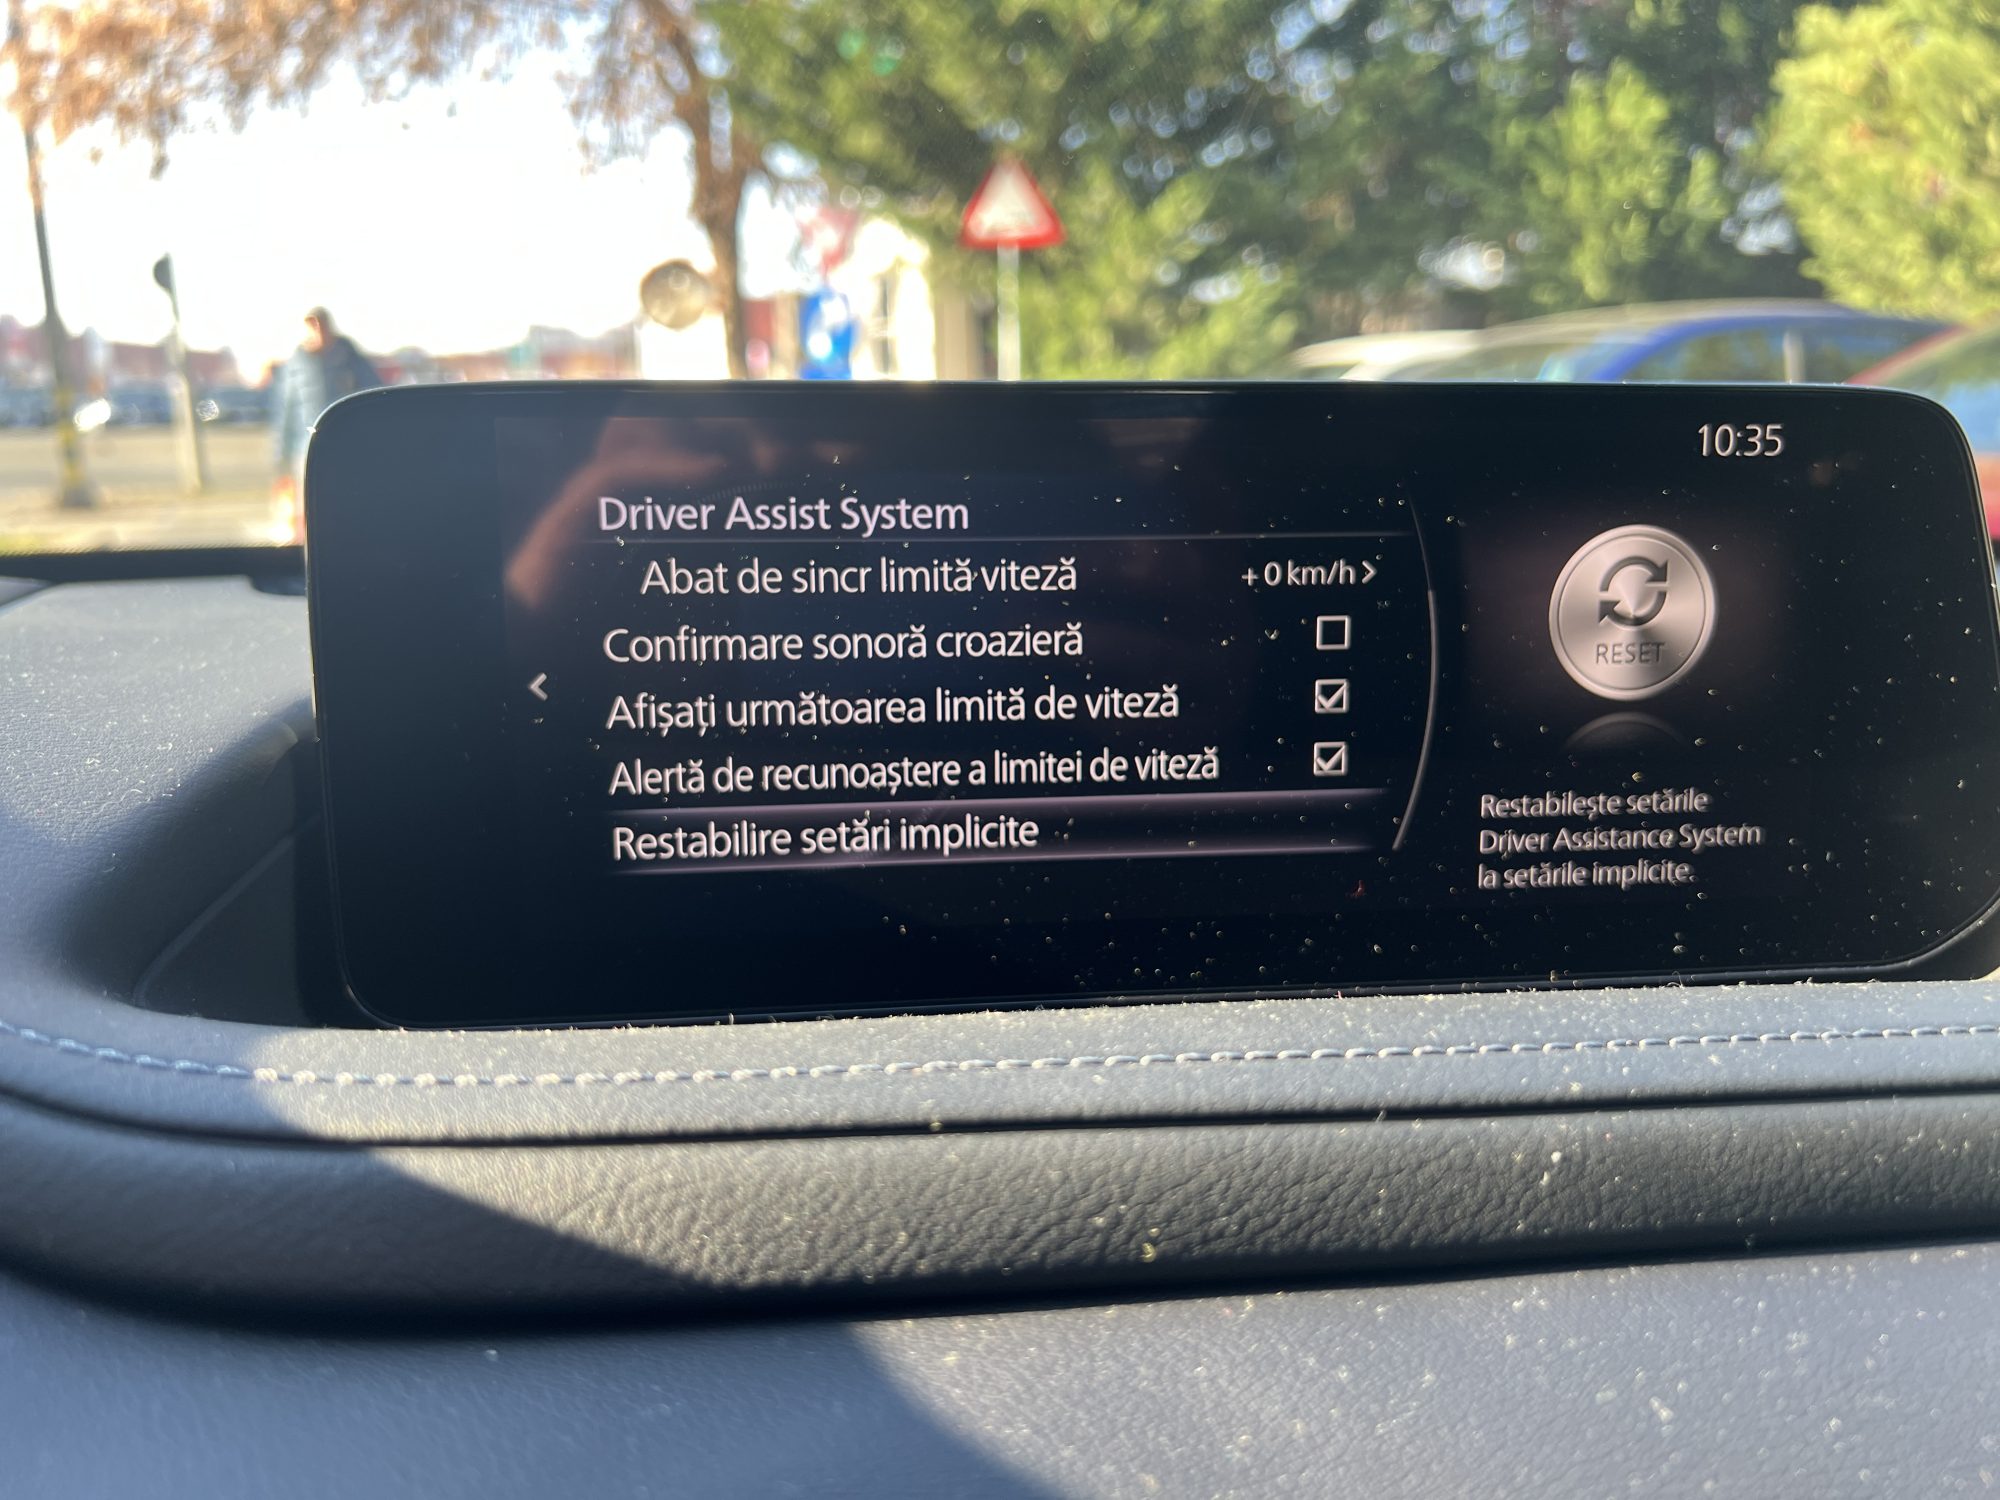 10:35
Driver Assist System
Abat de sincr limită viteză +0 km/h >
Confirmare sonoră croazieră
Afișați următoarea limită de viteză
Alertă de recunoaștere a limitei de viteză
Restabilire setări implicite
RESET
Restabilește setările
Driver Assistance System
la setările implicite.